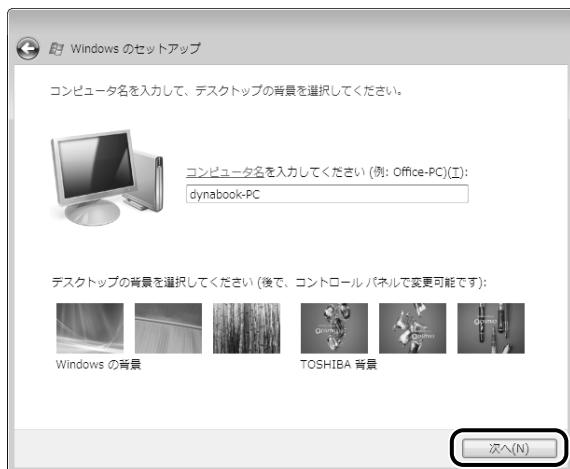 Windows のセットアップ
コンピュータ名を入力して、デスクトップの背景を選択してください。
コンピュータ名を入力してください (例: Office-PC)(T):
dynabook-PC
デスクトップの背景を選択してください (後で、コントロール パネルで変更可能です):
Qosmio
Qosmio
Qosmio
Windows の背景
TOSHIBA 背景
次へ(N)